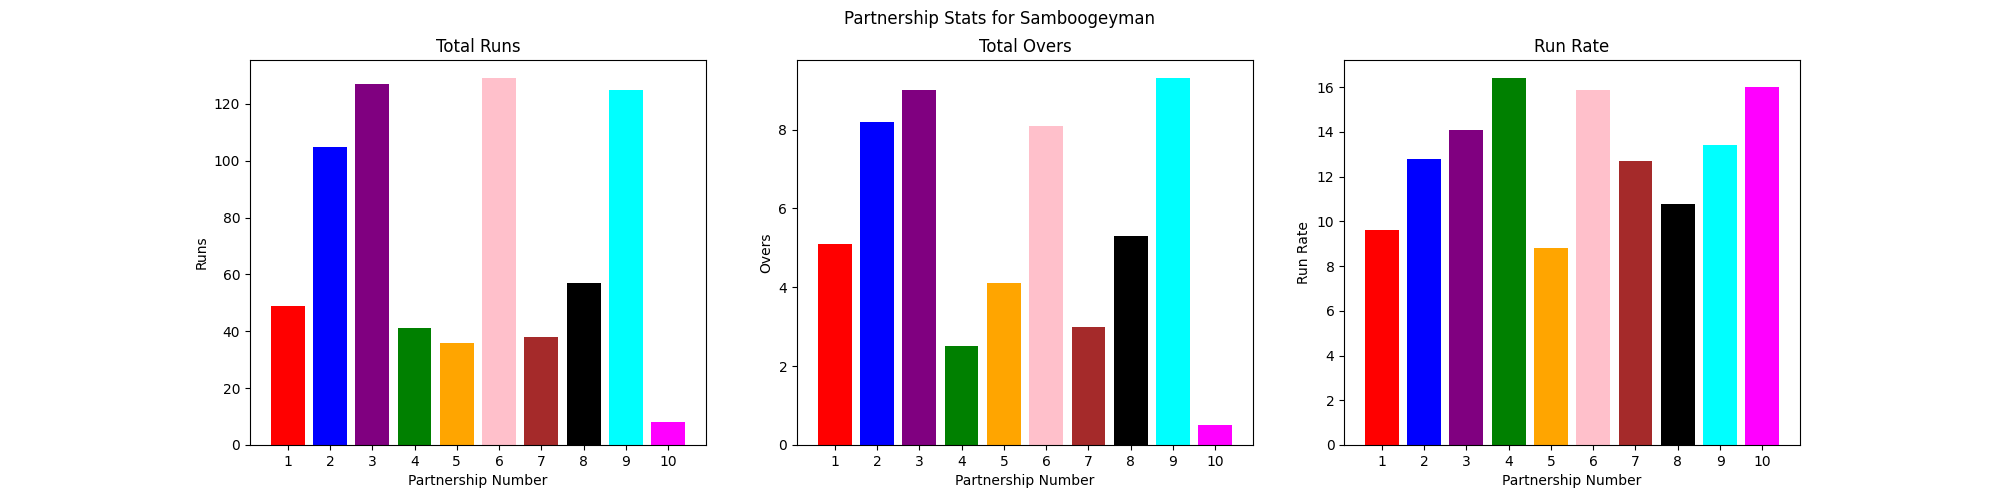 Partnership Stats for Samboogeyman
Total Runs
Runs
120
100
80
60
40
20
0
1 2 3 4 5 6 7 8 9 10
Partnership Number
Total Overs
Overs
8
6
4
2
0
1 2 3 4 5 6 7 8 9 10
Partnership Number
Run Rate
Run Rate
16
14
12
10
8
6
4
2
0
1 2 3 4 5 6 7 8 9 10
Partnership Number